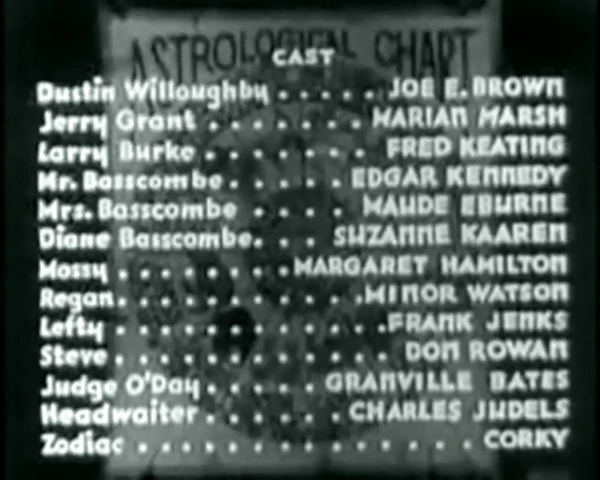 ASTROLOGICAL CHART
CAST
Dustin Willoughby ..... JOE E. BROWN
Jerry Grant ....... MARIAN MARSH
Larry Burke ....... FRED KEATING
Mr. Basscombe ..... EDGAR KENNEDY
Mrs. Basscombe .... MAUDE EBURNE
Diane Basscombe... SUZANNE KAAREN
Mossy ....... MARGARET HAMILTON
Regan.......... MINOR WATSON
Lefty ........... FRANK JENKS
Steve ........... DON ROWAN
Judge O'Day ..... GRANVILLE BATES
Headwaiter ...... CHARLES JUDELS
Zodiac ............... CORKY